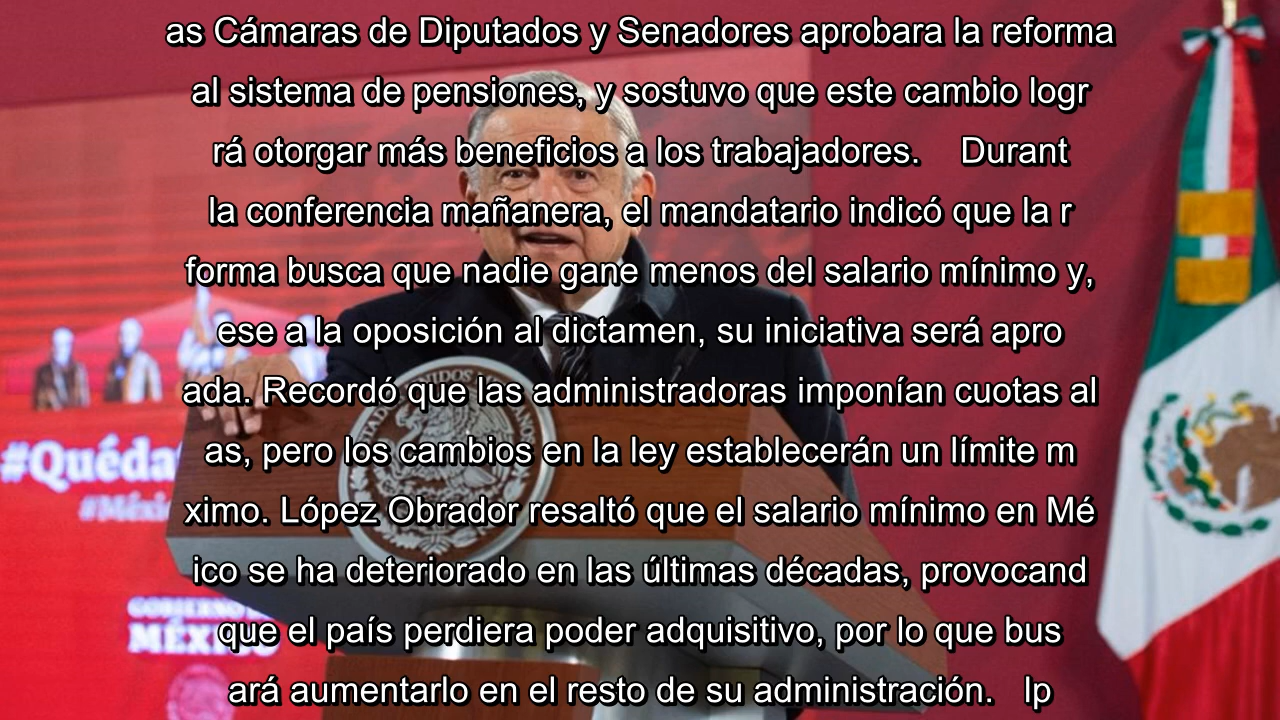 as Cámaras de Diputados y Senadores aprobara la reforma
al sistema de pensiones, y sostuvo que este cambio logr
rá otorgar más beneficios a los trabajadores. Durant
la conferencia mañanera, el mandatario indicó que la r
forma busca que nadie gane menos del salario mínimo y,
ese a la oposición al dictamen, su iniciativa será apro
ada. Recordó que las administradoras imponían cuotas al
as, pero los cambios en la ley establecerán un límite m
ximo. López Obrador resaltó que el salario mínimo en Mé
ico se ha deteriorado en las últimas décadas, provocand
que el país perdiera poder adquisitivo, por lo que bus
ará aumentarlo en el resto de su administración. Ip
#Quéda
#Méxic
GOBIERNO
MÉXICO